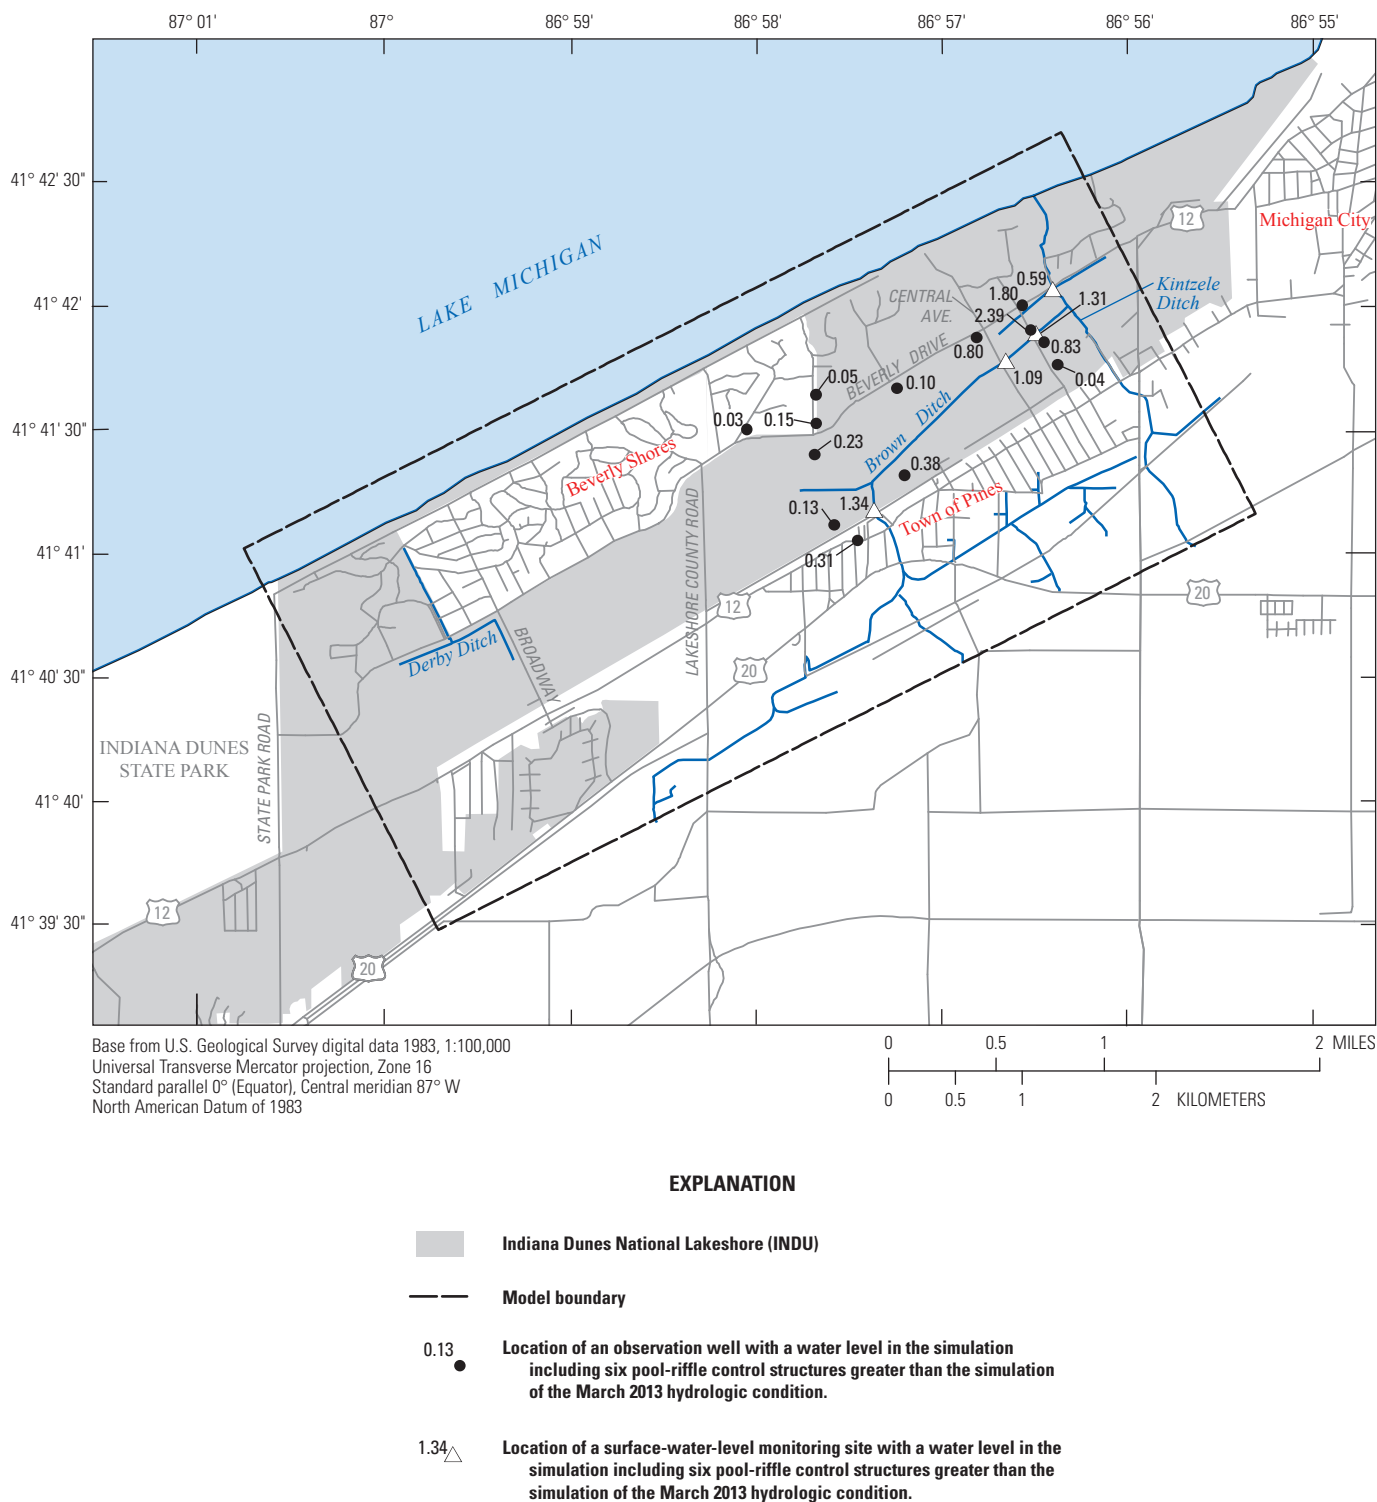 87° 01'
87°
86° 59'
86° 58'
86° 57'
86° 56'
86° 55'
41° 42' 30"
41° 42'
41° 41' 30"
41° 41'
41° 40' 30"
41° 40'
41° 39' 30"
LAKE MICHIGAN
12
Michigan City
Kintzele
Ditch
CENTRAL
AVE.
0.59
1.80
2.39
1.31
0.83
0.80
1.09
0.04
BEVERLY DRIVE
0.05
0.10
0.03
0.15
0.23
Brown Ditch
Beverly Shores
0.38
0.13
1.34
Town of Pines
0.31
LAKESHORE COUNTY ROAD
12
20
20
Derby Ditch
BROADWAY
INDIANA DUNES
STATE PARK
STATE PARK ROAD
12
20
Base from U.S. Geological Survey digital data 1983, 1:100,000
Universal Transverse Mercator projection, Zone 16
Standard parallel 0° (Equator), Central meridian 87° W
North American Datum of 1983
0 0.5 1 2 MILES
0 0.5 1 2 KILOMETERS
EXPLANATION
Indiana Dunes National Lakeshore (INDU)
Model boundary
0.13
Location of an observation well with a water level in the simulation
including six pool-riffle control structures greater than the simulation
of the March 2013 hydrologic condition.
1.34
Location of a surface-water-level monitoring site with a water level in the
simulation including six pool-riffle control structures greater than the
simulation of the March 2013 hydrologic condition.